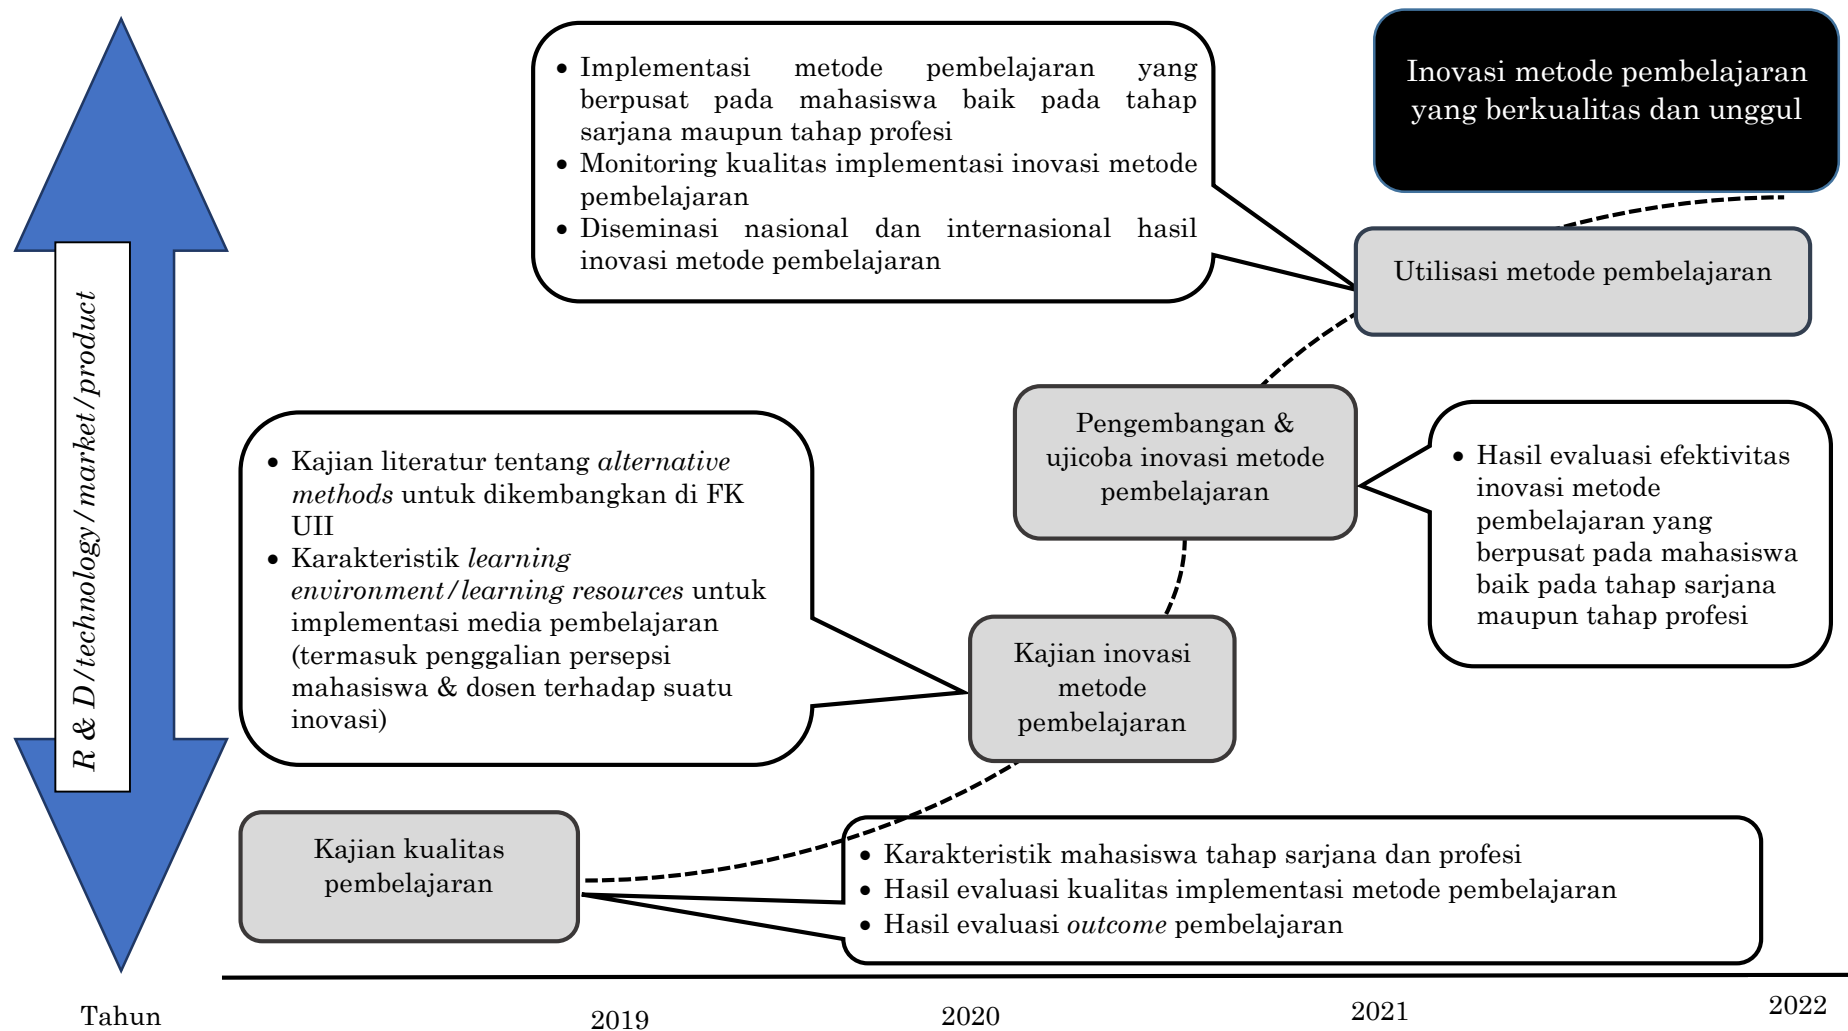 Inovasi metode pembelajaran
yang berkualitas dan unggul
• Implementasi metode pembelajaran yang
berpusat pada mahasiswa baik pada tahap
sarjana maupun tahap profesi
• Monitoring kualitas implementasi inovasi metode
pembelajaran
• Diseminasi nasional dan internasional hasil
inovasi metode pembelajaran
Utilisasi metode pembelajaran
R & D/technology/market/product
Pengembangan &
ujicoba inovasi metode
pembelajaran
• Hasil evaluasi efektivitas
inovasi metode
pembelajaran yang
berpusat pada mahasiswa
baik pada tahap sarjana
maupun tahap profesi
• Kajian literatur tentang alternative
methods untuk dikembangkan di FK
UII
• Karakteristik learning
environment/learning resources untuk
implementasi media pembelajaran
(termasuk penggalian persepsi
mahasiswa & dosen terhadap suatu
inovasi)
Kajian inovasi
metode
pembelajaran
Kajian kualitas
pembelajaran
• Karakteristik mahasiswa tahap sarjana dan profesi
• Hasil evaluasi kualitas implementasi metode pembelajaran
• Hasil evaluasi outcome pembelajaran
Tahun 2019 2020 2021 2022